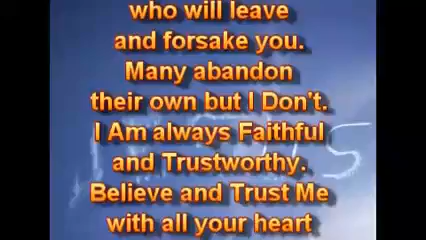 who will leave
and forsake you.
Many abandon
their own but I Don't.
I Am always Faithful
and Trustworthy.
Believe and Trust Me
with all your heart